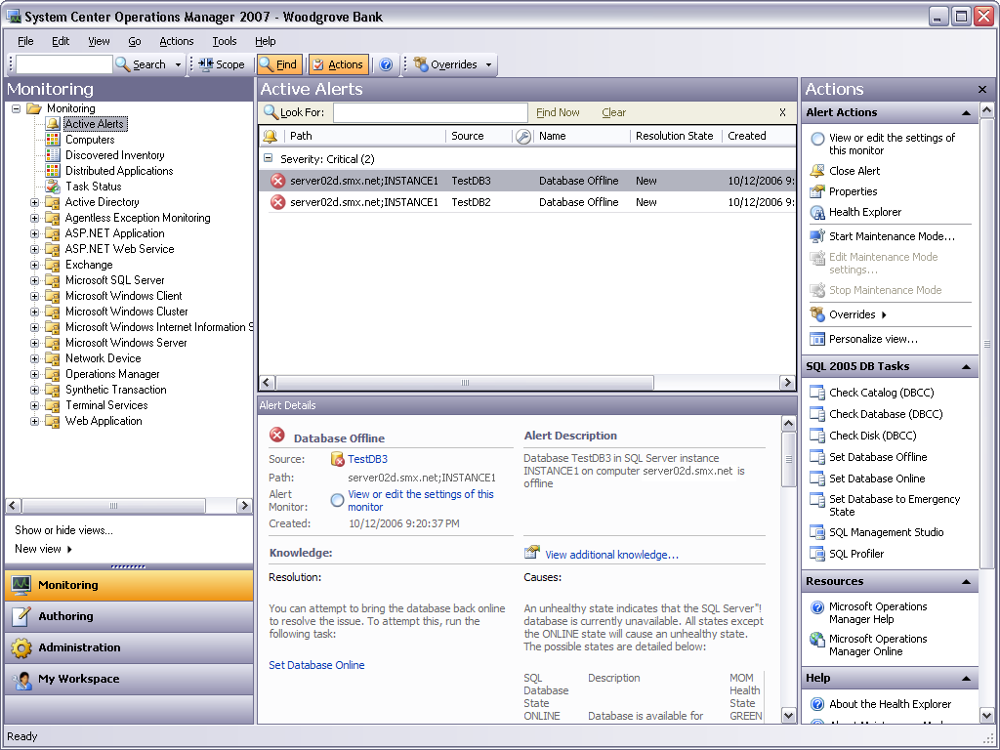 System Center Operations Manager 2007 - Woodgrove Bank
File Edit View Go Actions Tools Help
Search Scope Find Actions Overrides
Monitoring
Monitoring
Active Alerts
Computers
Discovered Inventory
Distributed Applications
Task Status
Active Directory
Agentless Exception Monitoring
ASP.NET Application
ASP.NET Web Service
Exchange
Microsoft SQL Server
Microsoft Windows Client
Microsoft Windows Cluster
Microsoft Windows Internet Information S
Microsoft Windows Server
Network Device
Operations Manager
Synthetic Transaction
Terminal Services
Web Application
Show or hide views...
New view
Monitoring
Authoring
Administration
My Workspace
Active Alerts
Look For: Find Now Clear X
Path Source Name Resolution State Created
Severity: Critical (2)
server02d.smx.net;INSTANCE1 TestDB3 Database Offline New 10/12/2006 9:
server02d.smx.net;INSTANCE1 TestDB2 Database Offline New 10/12/2006 9:
Alert Details
Database Offline
Source: TestDB3
Path: server02d.smx.net;INSTANCE1
Alert Monitor: View or edit the settings of this monitor
Created: 10/12/2006 9:20:37 PM
Alert Description
Database TestDB3 in SQL Server instance
INSTANCE1 on computer server02d.smx.net is
offline
Knowledge:
View additional knowledge...
Resolution:
You can attempt to bring the database back online
to resolve the issue. To attempt this, run the
following task:
Set Database Online
Causes:
An unhealthy state indicates that the SQL Server"!
database is currently unavailable. All states except
the ONLINE state will cause an unhealthy state.
The possible states are detailed below:
SQL Database State Description MOM Health State
ONLINE Database is available for GREEN
Actions
Alert Actions
View or edit the settings of
this monitor
Close Alert
Properties
Health Explorer
Start Maintenance Mode...
Edit Maintenance Mode
settings...
Stop Maintenance Mode
Overrides
Personalize view...
SQL 2005 DB Tasks
Check Catalog (DBCC)
Check Database (DBCC)
Check Disk (DBCC)
Set Database Offline
Set Database Online
Set Database to Emergency
State
SQL Management Studio
SQL Profiler
Resources
Microsoft Operations
Manager Help
Microsoft Operations
Manager Online
Help
About the Health Explorer
Ready